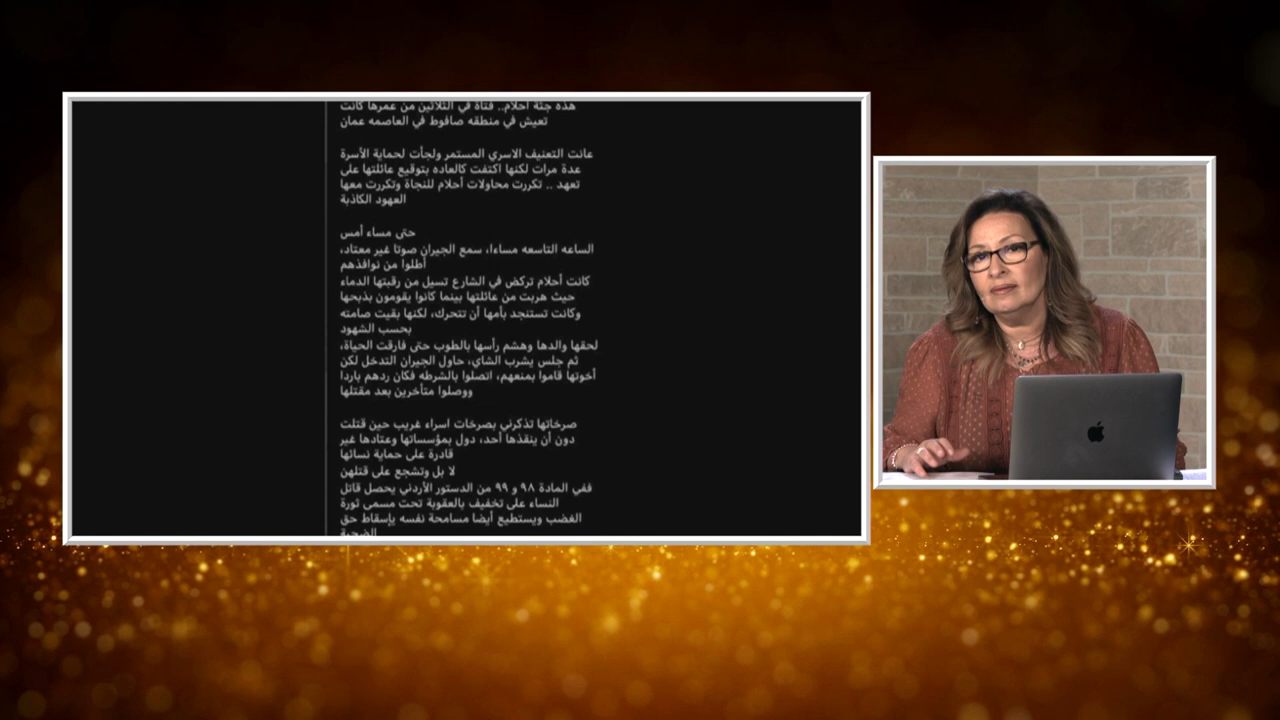 هذه جثة احلام.. فتاة في الثلاثين من عمرها كانت
تعيش في منطقه صافوط في العاصمه عمان
عانت التعنيف الاسري المستمر ولجأت لحماية الأسرة
عدة مرات لكنها اكتفت كالعاده بتوقيع عائلتها على
تعهد .. تكررت محاولات أحلام للنجاة وتكررت معها
العهود الكاذبة
حتى مساء أمس
الساعه التاسعه مساءا، سمع الجيران صوتا غير معتاد،
أطلوا من نوافذهم
كانت أحلام تركض في الشارع تسيل من رقبتها الدماء
حيث هربت من عائلتها بينما كانوا يقومون بذبحها
وكانت تستنجد بأمها أن تتحرك، لكنها بقيت صامته
بحسب الشهود
لحقها والدها وهشم رأسها بالطوب حتى فارقت الحياة،
ثم جلس يشرب الشاي، حاول الجيران التدخل لكن
أخوتها قاموا بمنعهم، اتصلوا بالشرطه فكان ردهم باردا
ووصلوا متأخرين بعد مقتلها
صرخاتها تذكرني بصرخات اسراء غريب حين قتلت
دون أن ينقذها أحد، دول بمؤسساتها وعتادها غير
قادرة على حماية نسائها
لا بل وتشجع على قتلهن
ففي المادة ٩٨ و ٩٩ من الدستور الأردني يحصل قاتل
النساء على تخفيف بالعقوبة تحت مسمى ثورة
الغضب ويستطيع أيضا مسامحة نفسه بإسقاط حق
الضحية